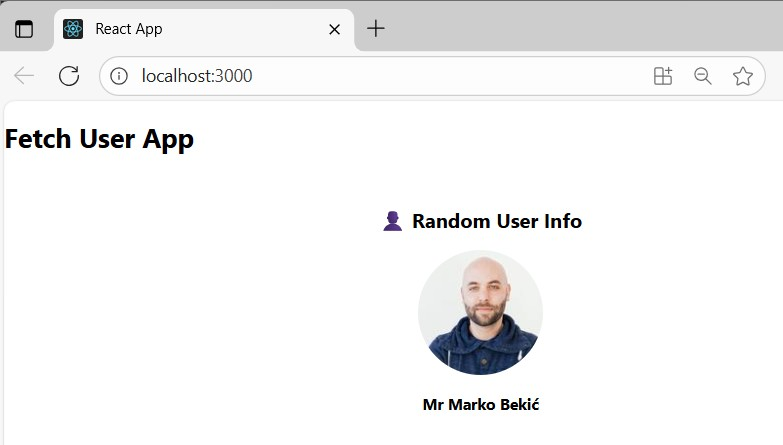 React App
localhost:3000
Fetch User App
👤 Random User Info
Mr Marko Bekić